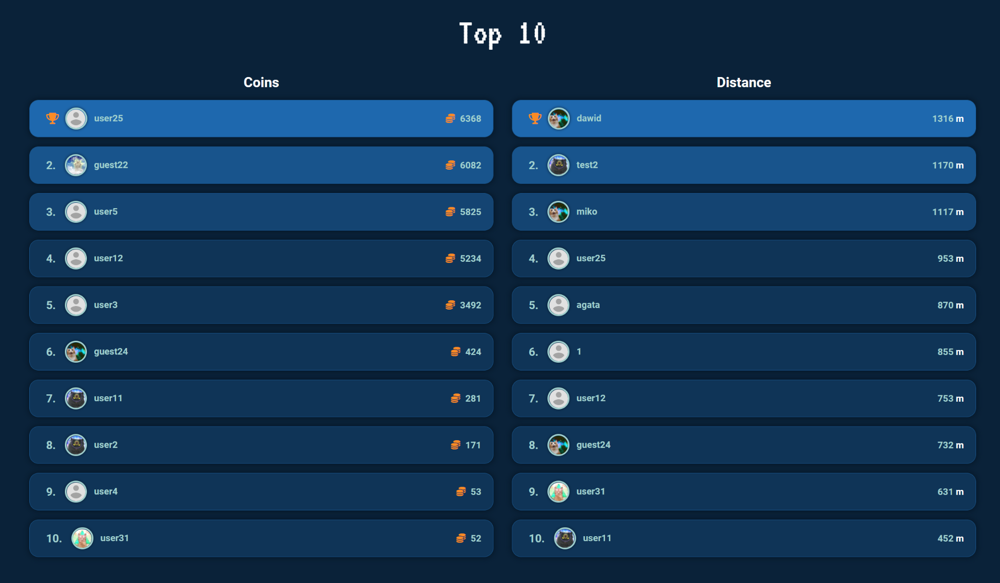 Top 10
Coins
user25 6368
2. guest22 6082
3. user5 5825
4. user12 5234
5. user3 3492
6. guest24 424
7. user11 281
8. user2 171
9. user4 53
10. user31 52
Distance
dawid 1316 m
2. test2 1170 m
3. miko 1117 m
4. user25 953 m
5. agata 870 m
6. 1 855 m
7. user12 753 m
8. guest24 732 m
9. user31 631 m
10. user11 452 m